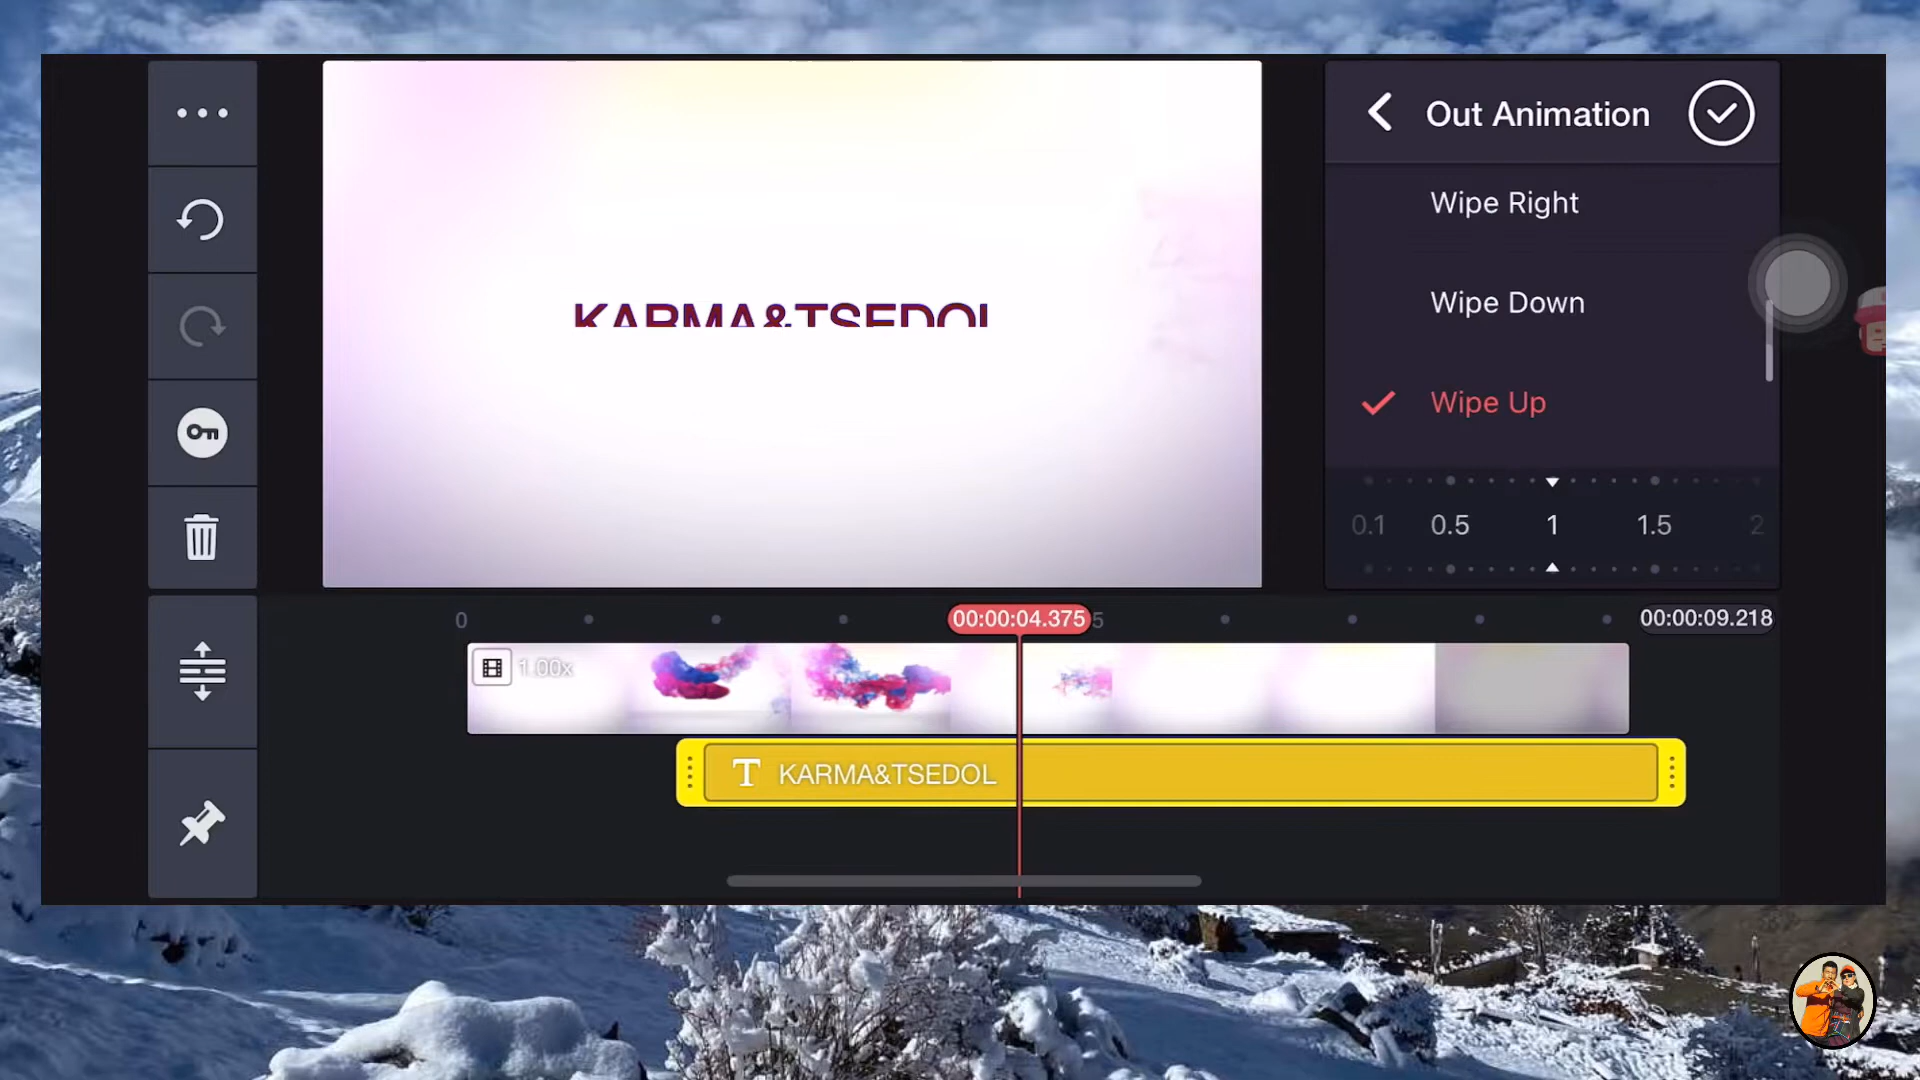 Out Animation
Wipe Right
Wipe Down
Wipe Up
KARMA&TSEDOL
0.1 0.5 1 1.5 2
0 00:00:04.375 5 00:00:09.218
1.00x
T KARMA&TSEDOL